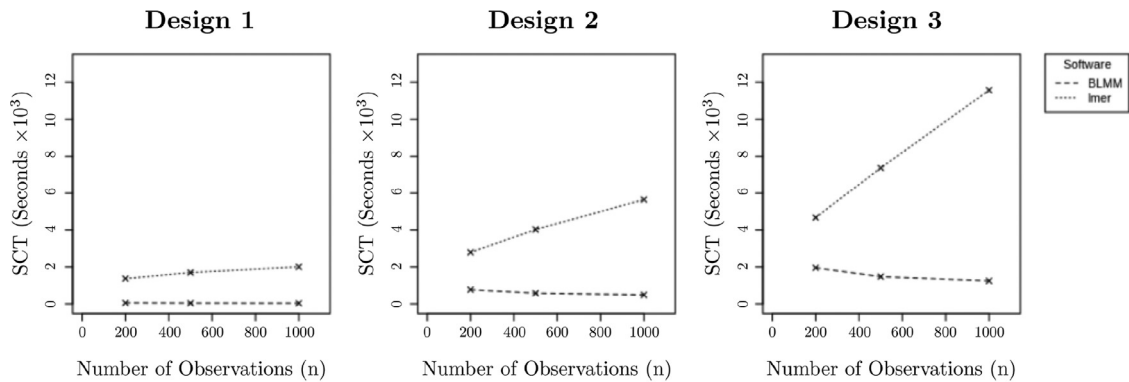 Design 1
Design 2
Design 3
SCT (Seconds ×10³)
0 2 4 6 8 10 12
0 200 400 600 800 1000
Number of Observations (n)
SCT (Seconds ×10³)
0 2 4 6 8 10 12
0 200 400 600 800 1000
Number of Observations (n)
SCT (Seconds ×10³)
0 2 4 6 8 10 12
0 200 400 600 800 1000
Number of Observations (n)
Software
BLMM
lmer